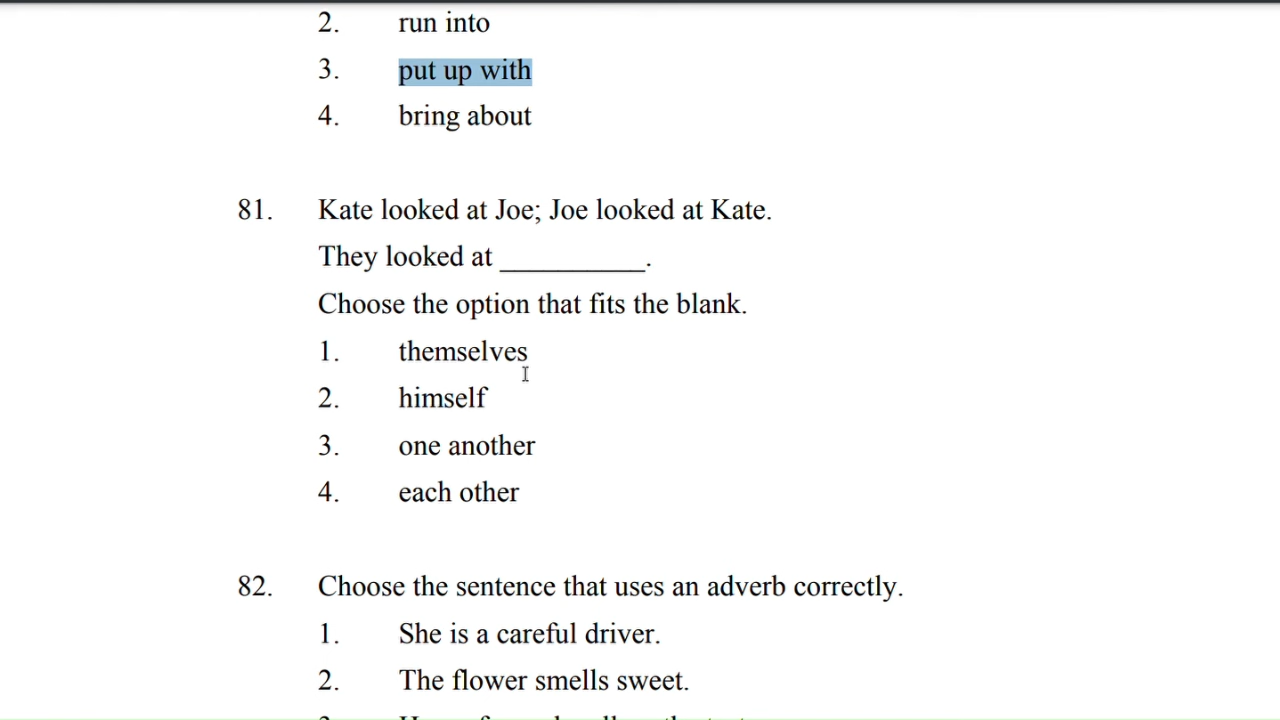 2. run into
3. put up with
4. bring about
81. Kate looked at Joe; Joe looked at Kate.
They looked at __________.
Choose the option that fits the blank.
1. themselves
2. himself
3. one another
4. each other
82. Choose the sentence that uses an adverb correctly.
1. She is a careful driver.
2. The flower smells sweet.